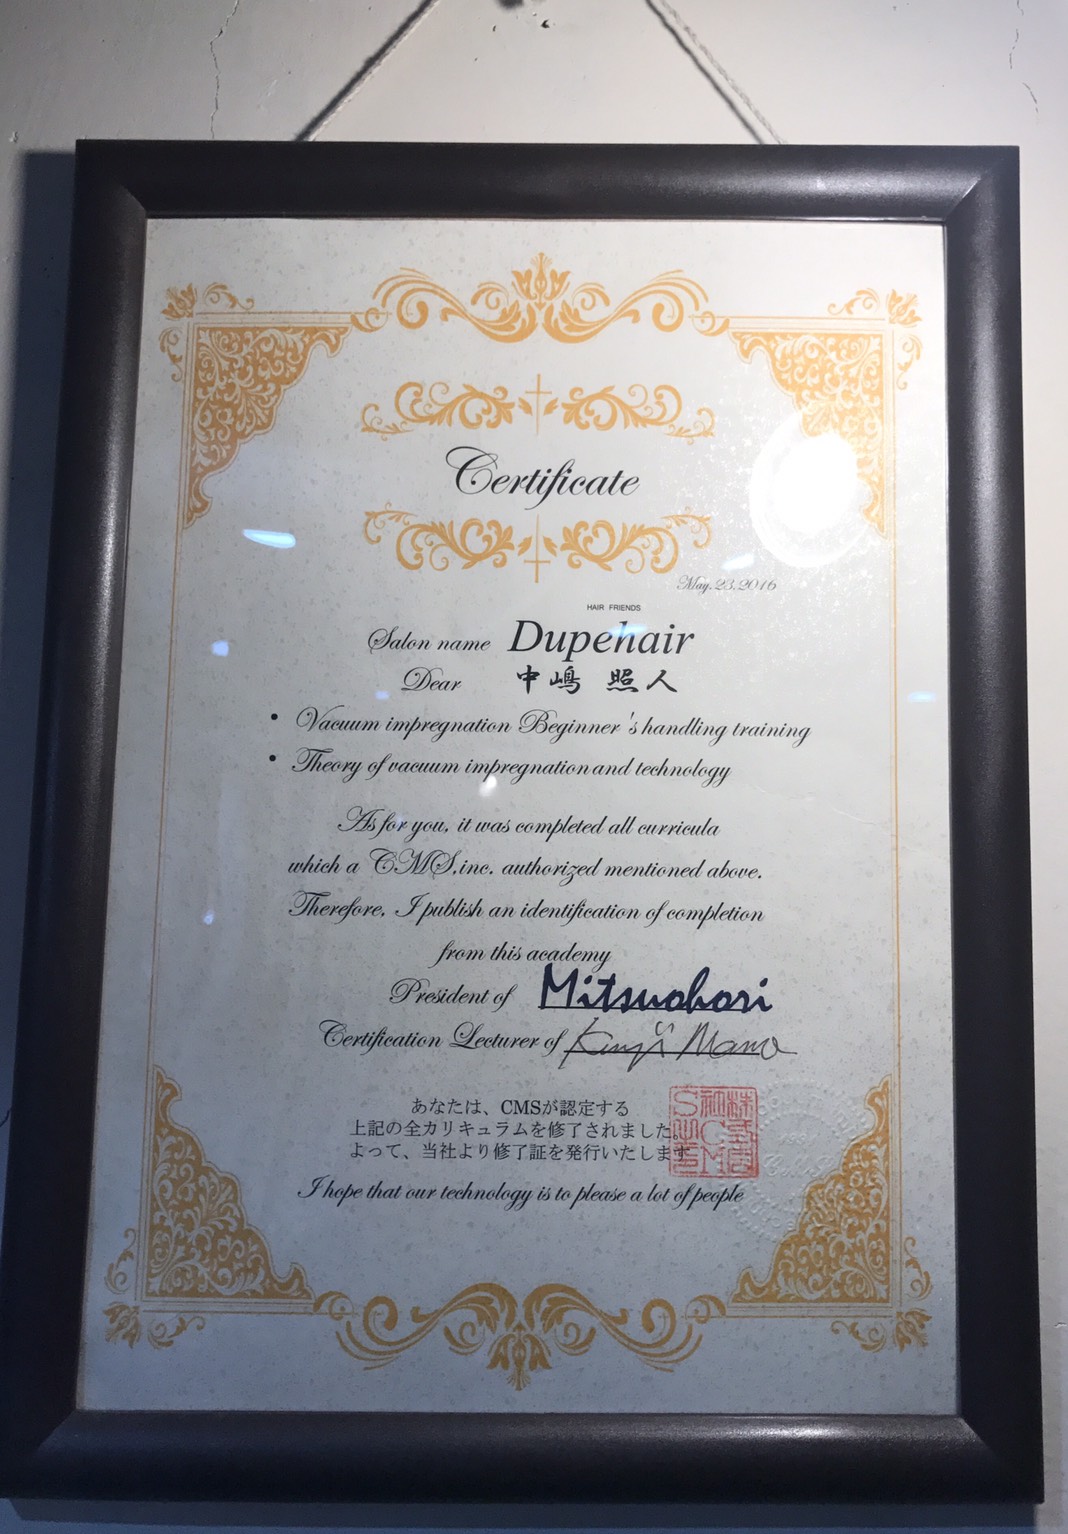 Certificate
May.23.2016
HAIR FRIENDS
Salon name Dupehair
Dear 中嶋 照人
• Vacuum impregnation Beginner's handling training
• Theory of vacuum impregnation and technology
As for you, it was completed all curricula
which a CMS.inc. authorized mentioned above.
Therefore, I publish an identification of completion
from this academy
President of Mitsuohori
Certification Lecturer of Kenji Mano
あなたは、CMSが認定する
上記の全カリキュラムを修了されました。
よって、当社より修了証を発行いたします
I hope that our technology is to please a lot of people